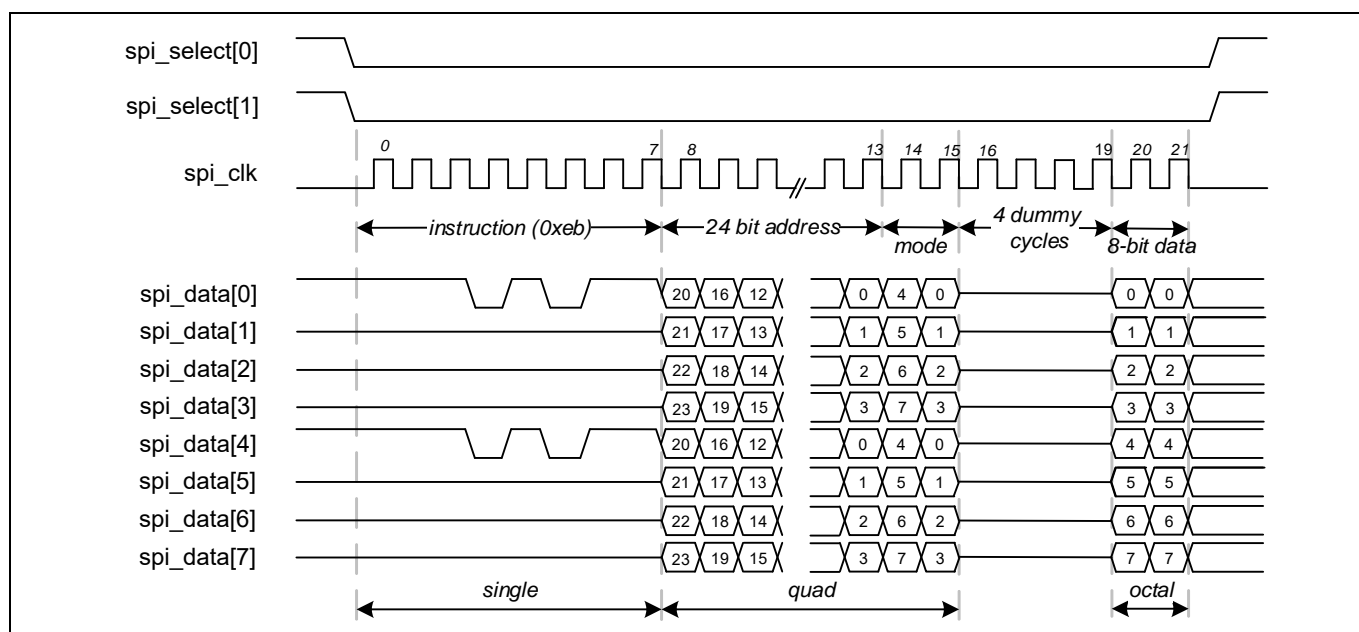 spi_select[0]
spi_select[1]
0 7 8 13 14 15 16 19 20 21
spi_clk
instruction (0xeb) 24 bit address mode 4 dummy cycles 8-bit data
spi_data[0] 20 16 12 0 4 0 0 0
spi_data[1] 21 17 13 1 5 1 1 1
spi_data[2] 22 18 14 2 6 2 2 2
spi_data[3] 23 19 15 3 7 3 3 3
spi_data[4] 20 16 12 0 4 0 4 4
spi_data[5] 21 17 13 1 5 1 5 5
spi_data[6] 22 18 14 2 6 2 6 6
spi_data[7] 23 19 15 3 7 3 7 7
single quad octal